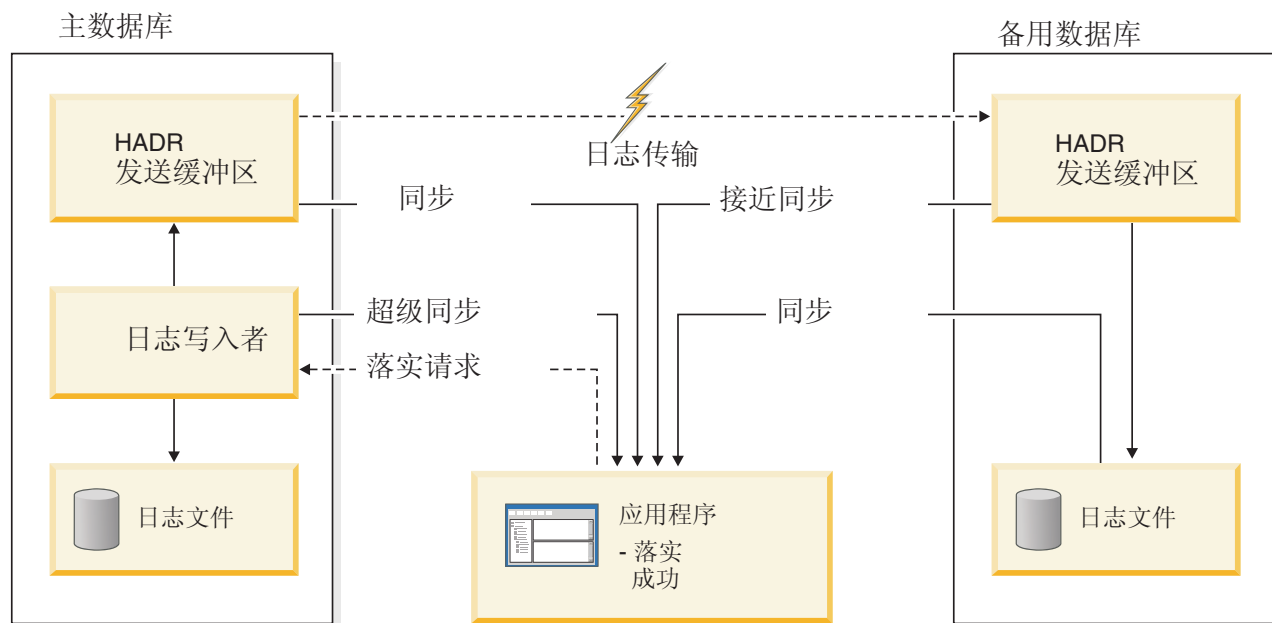 主数据库
备用数据库
HADR
发送缓冲区
日志传输
HADR
发送缓冲区
同步
接近同步
日志写入者
超级同步
同步
落实请求
日志文件
应用程序
- 落实
成功
日志文件